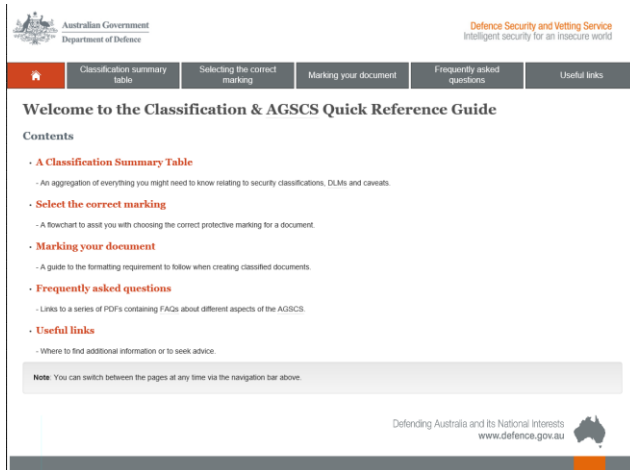 Australian Government
Department of Defence
Defence Security and Vetting Service
Intelligent security for an insecure world
Classification summary table
Selecting the correct marking
Marking your document
Frequently asked questions
Useful links
Welcome to the Classification & AGSCS Quick Reference Guide
Contents
· A Classification Summary Table
- An aggregation of everything you might need to know relating to security classifications, DLMs and caveats.
· Select the correct marking
- A flowchart to assit you with choosing the correct protective marking for a document.
· Marking your document
- A guide to the formatting requirement to follow when creating classified documents.
· Frequently asked questions
- Links to a series of PDFs containing FAQs about different aspects of the AGSCS.
· Useful links
- Where to find additional information or to seek advice.
Note: You can switch between the pages at any time via the navigation bar above.
Defending Australia and its National Interests
www.defence.gov.au